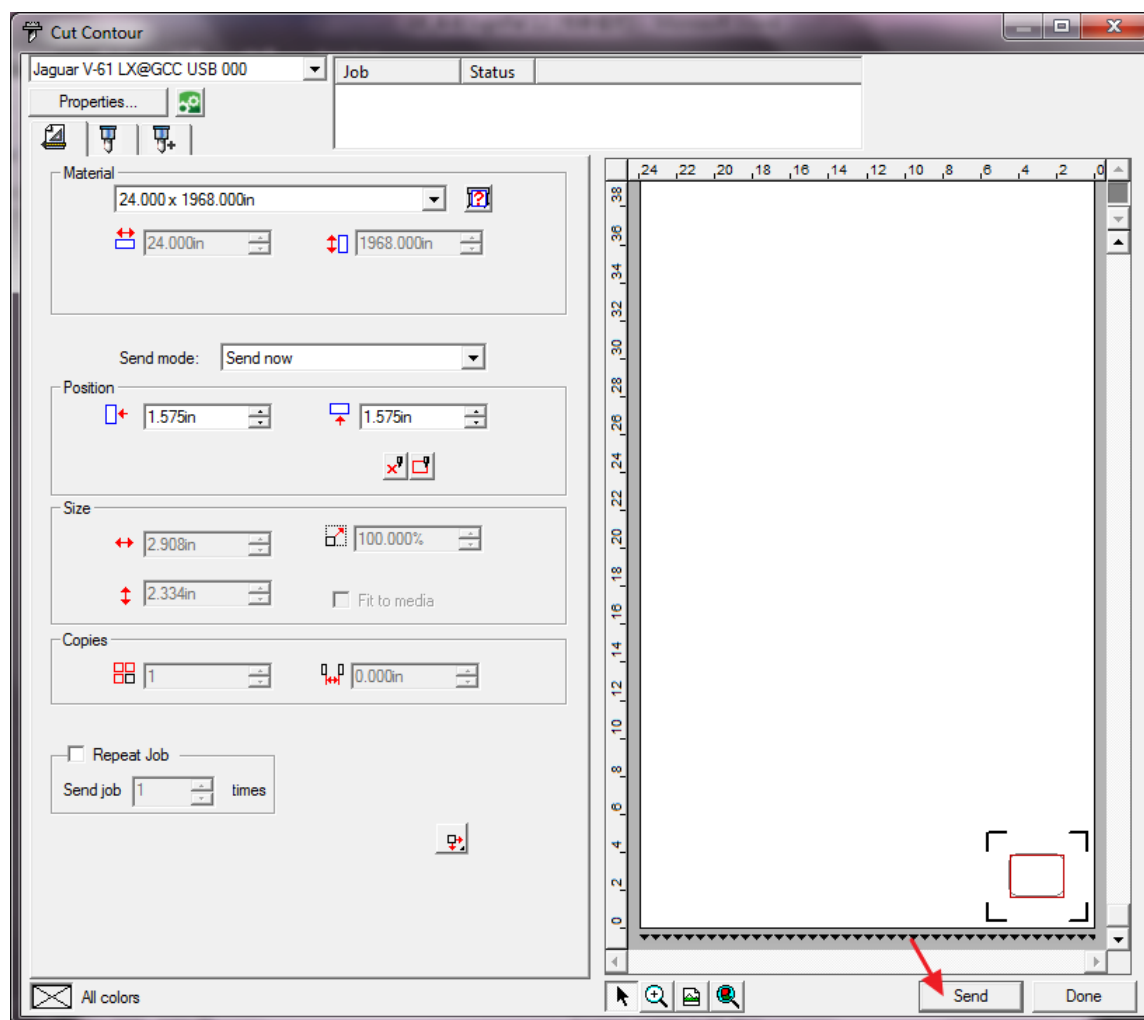 Cut Contour
Jaguar V-61 LX@GCC USB 000
Job Status
Properties...
Material
24.000 x 1968.000in
24.000in 1968.000in
Send mode: Send now
Position
1.575in 1.575in
Size
2.908in 100.000%
2.334in Fit to media
Copies
1 0.000in
Repeat Job
Send job 1 times
All colors
24 22 20 18 16 14 12 10 8 6 4 2 0
38
36
34
32
30
28
26
24
22
20
18
16
14
12
10
8
6
4
2
0
Send Done